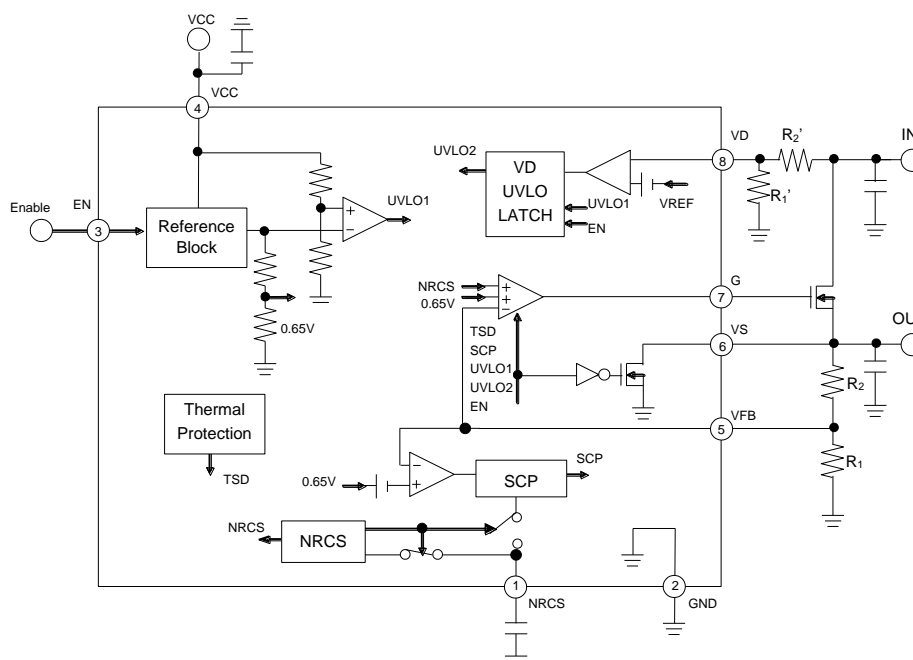 VCC
VCC
4
IN
VD
R2'
8
UVLO2
VD
UVLO
LATCH
R1'
VREF
UVLO1
EN
UVLO1
+
−
Enable
EN
3
Reference
Block
0.65V
NRCS
0.65V
+
+
−
G
7
TSD
SCP
UVLO1
UVLO2
EN
VS
6
OU
R2
VFB
5
R1
Thermal
Protection
TSD
−
+
0.65V
SCP
SCP
NRCS
NRCS
1
NRCS
2
GND